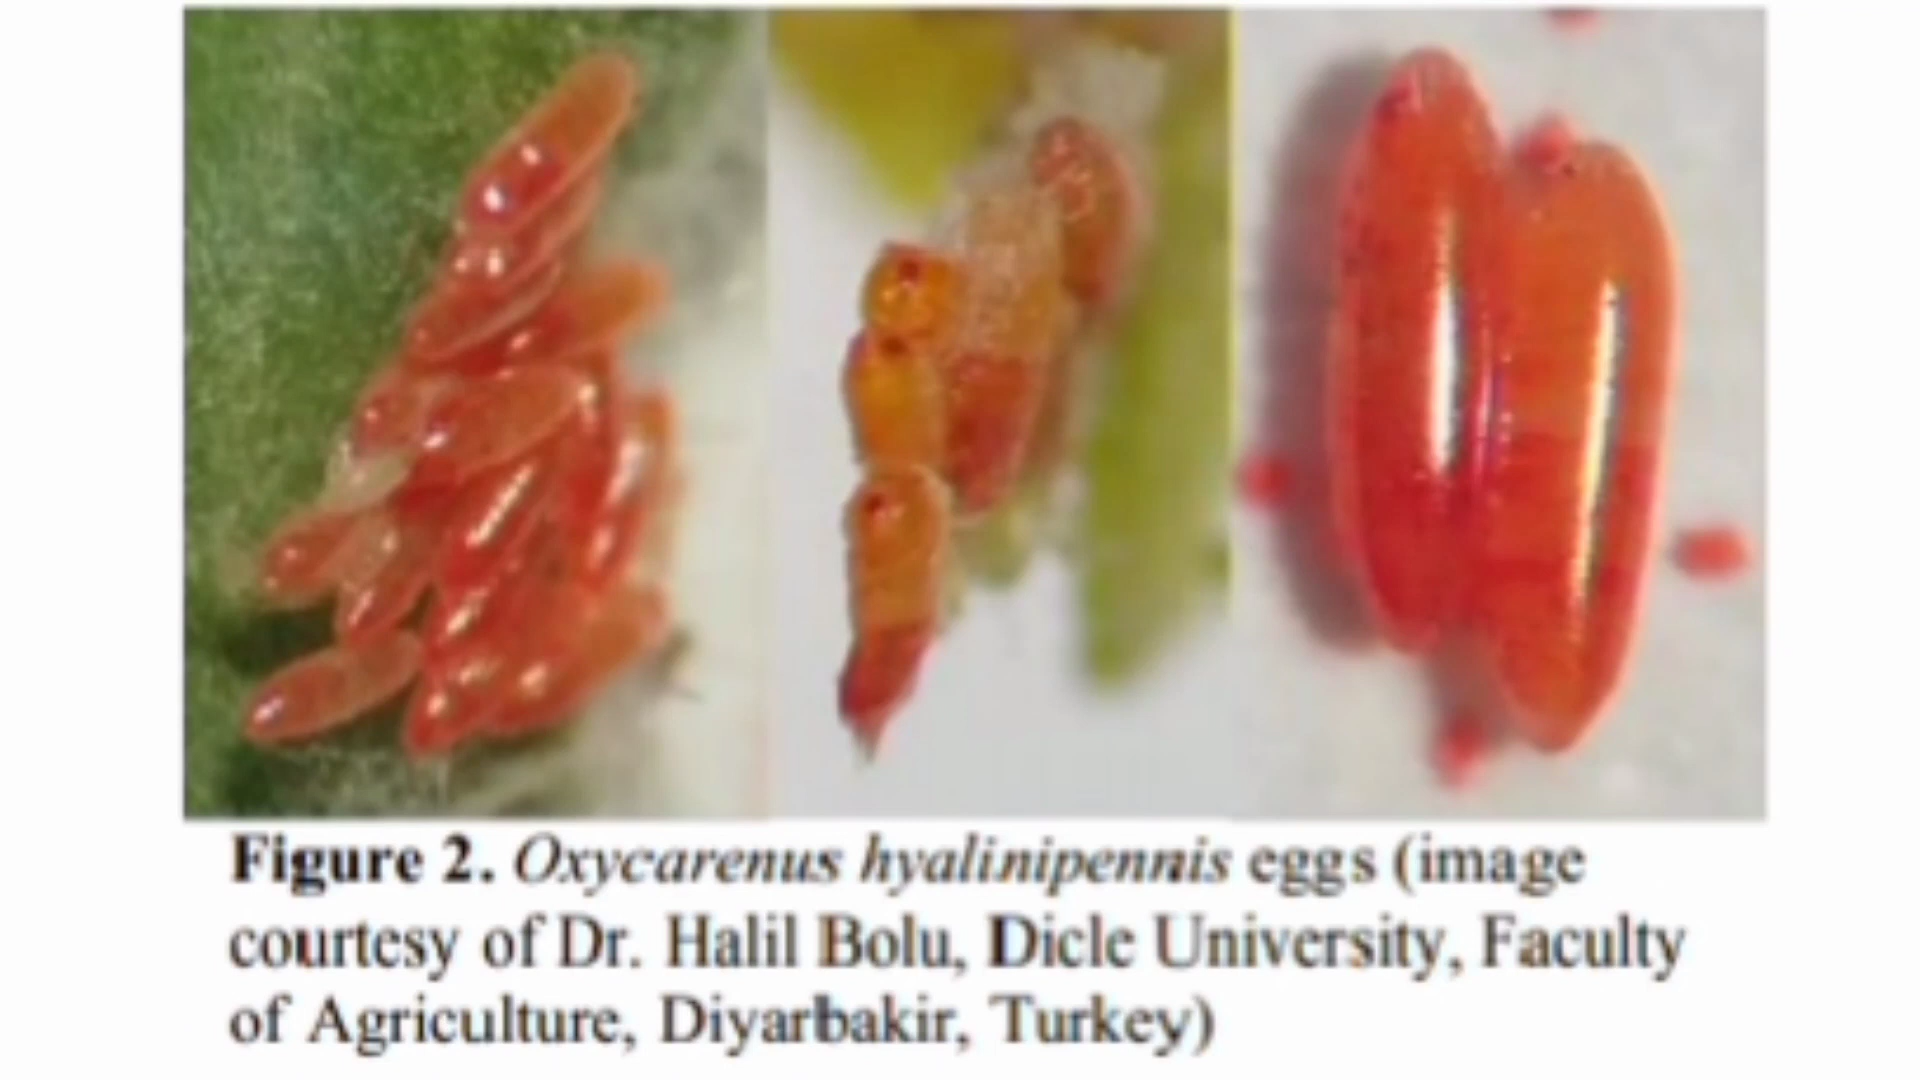 Figure 2. Oxycarenus hyalinipennis eggs (image
courtesy of Dr. Halil Bolu, Dicle University, Faculty
of Agriculture, Diyarbakir, Turkey)